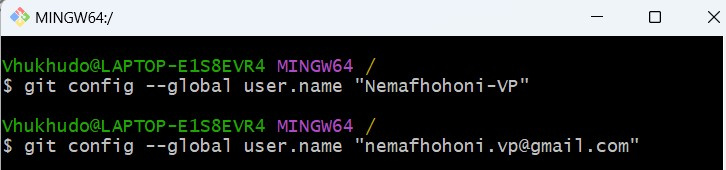 MINGW64:/
Vhukhudo@LAPTOP-E1S8EVR4 MINGW64 /
$ git config --global user.name "Nemafhohoni-VP"
Vhukhudo@LAPTOP-E1S8EVR4 MINGW64 /
$ git config --global user.name "nemafhohoni.vp@gmail.com"